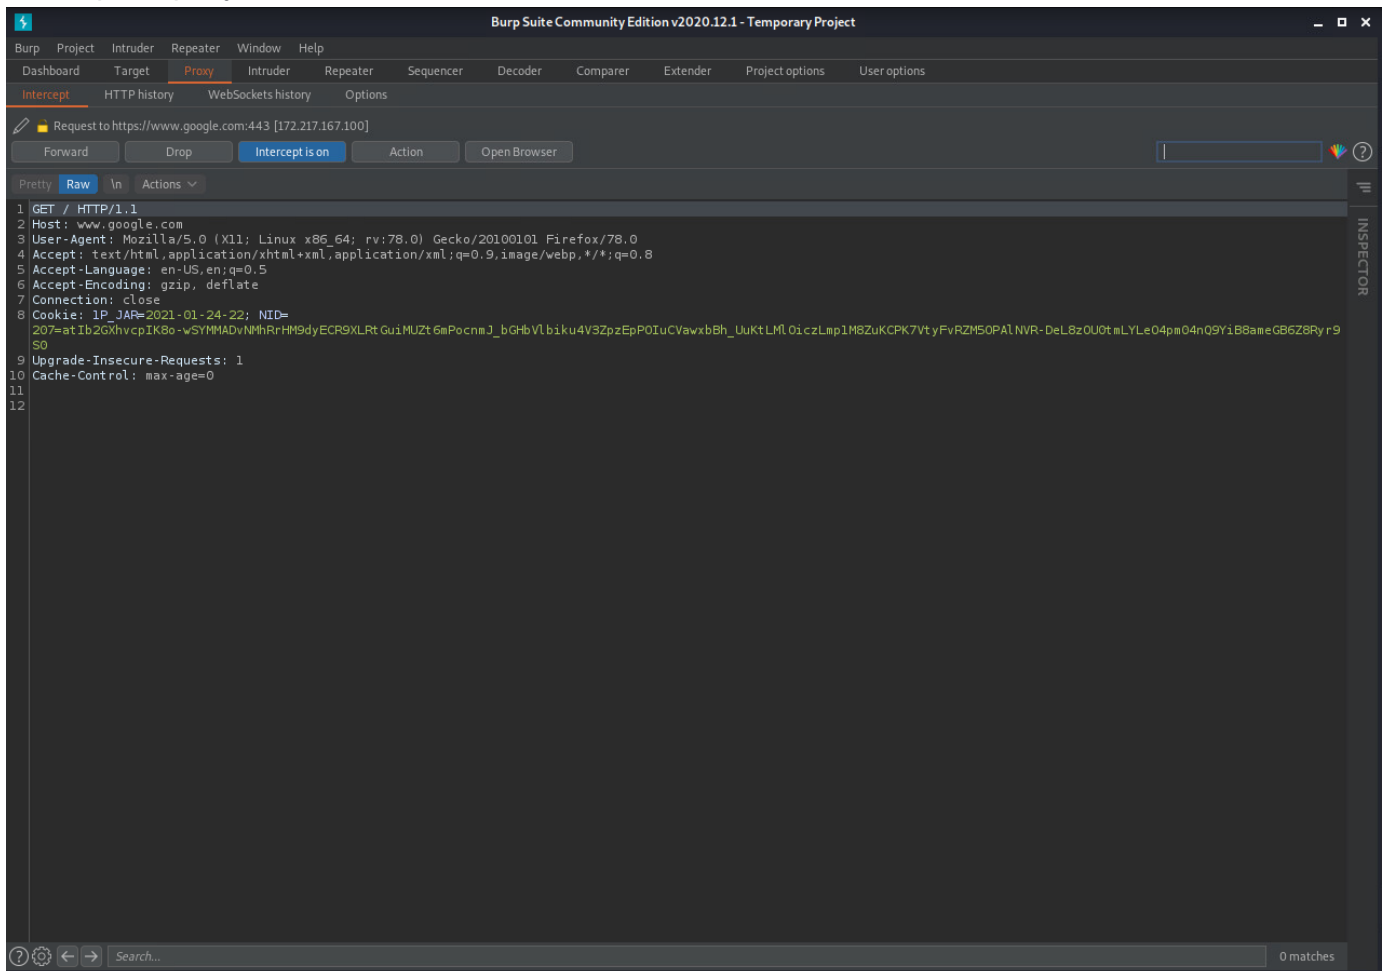 Burp Suite Community Edition v2020.12.1 - Temporary Project
Burp Project Intruder Repeater Window Help
Dashboard Target Proxy Intruder Repeater Sequencer Decoder Comparer Extender Project options User options
Intercept HTTP history WebSockets history Options
Request to https://www.google.com:443 [172.217.167.100]
Forward Drop Intercept is on Action Open Browser ?
Pretty Raw \n Actions
INSPECTOR
1 GET / HTTP/1.1
2 Host: www.google.com
3 User-Agent: Mozilla/5.0 (X11; Linux x86_64; rv:78.0) Gecko/20100101 Firefox/78.0
4 Accept: text/html,application/xhtml+xml,application/xml;q=0.9,image/webp,*/*;q=0.8
5 Accept-Language: en-US,en;q=0.5
6 Accept-Encoding: gzip, deflate
7 Connection: close
8 Cookie: 1P_JAR=2021-01-24-22; NID=
207=atIb2GXhvcpIK8o-wSYMMADvNMhRrHM9dyECR9XLRtGuiMUZt6mPocnmJ_bGHbVlbiku4V3ZpzEpPOIuCVawxbBh_UuKtLMlOiczLmp1M8ZuKCPK7VtyFvRZM5OPAlNVR-DeL8zOU0tmLYLeO4pm04nQ9YiB8ameGB6Z8Ryr9
S0
9 Upgrade-Insecure-Requests: 1
10 Cache-Control: max-age=0
11
12
? Search... 0 matches